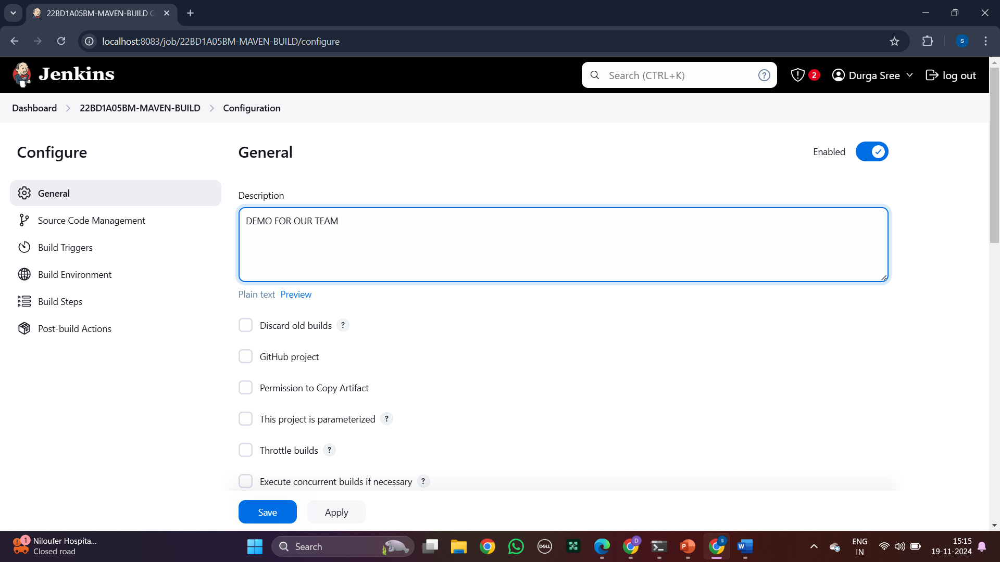 22BD1A05BM-MAVEN-BUILD C
localhost:8083/job/22BD1A05BM-MAVEN-BUILD/configure
S
Jenkins
Search (CTRL+K)
?
2
Durga Sree
log out
Dashboard
22BD1A05BM-MAVEN-BUILD
Configuration
Configure
General
Enabled
General
Source Code Management
Build Triggers
Build Environment
Build Steps
Post-build Actions
Description
DEMO FOR OUR TEAM
Plain text Preview
Discard old builds ?
GitHub project
Permission to Copy Artifact
This project is parameterized ?
Throttle builds ?
Execute concurrent builds if necessary ?
Save
Apply
1
Niloufer Hospita...
Closed road
Search
DELL
D
P
S
W
ENG
IN
15:15
19-11-2024